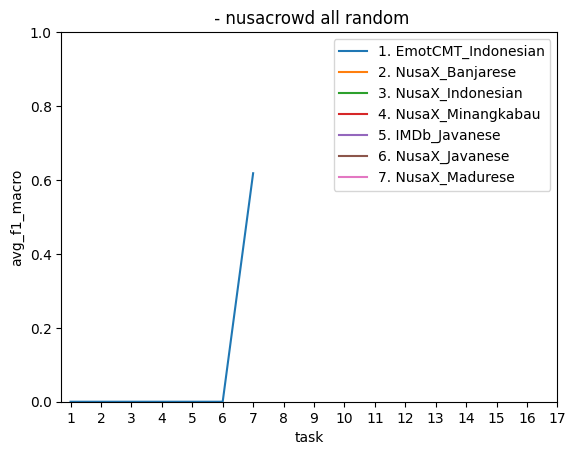 - nusacrowd all random
1. EmotCMT_Indonesian
2. NusaX_Banjarese
3. NusaX_Indonesian
4. NusaX_Minangkabau
5. IMDb_Javanese
6. NusaX_Javanese
7. NusaX_Madurese
avg_f1_macro
1.0
0.8
0.6
0.4
0.2
0.0
1 2 3 4 5 6 7 8 9 10 11 12 13 14 15 16 17
task